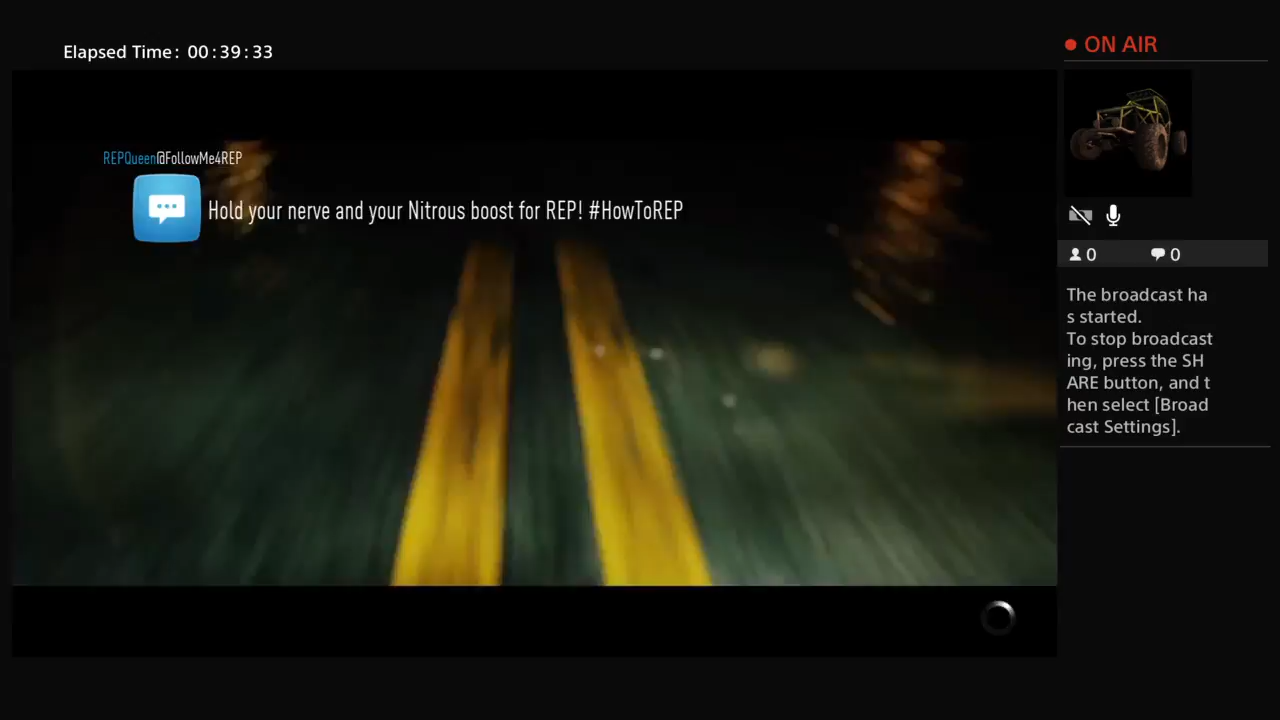 Elapsed Time: 00:39:33
ON AIR
REPQueen@FollowMe4REP
Hold your nerve and your Nitrous boost for REP! #HowToREP
0 0
The broadcast ha
s started.
To stop broadcast
ing, press the SH
ARE button, and t
hen select [Broad
cast Settings].